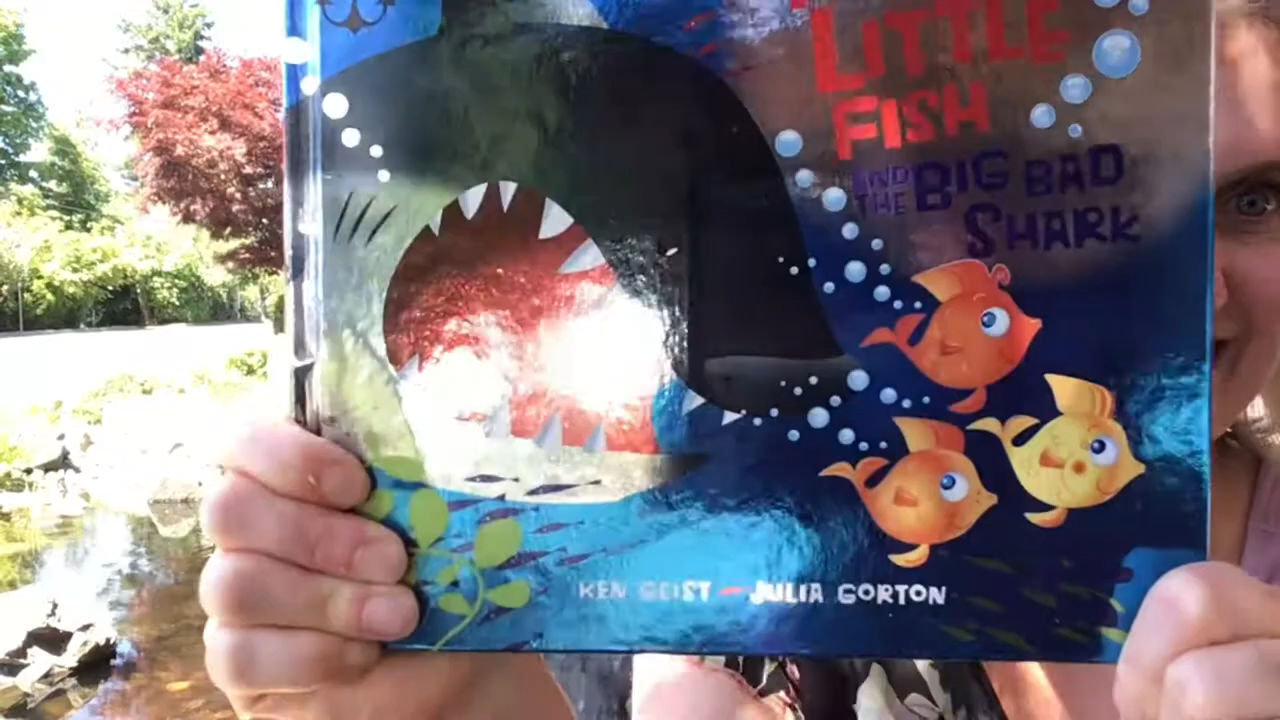 LITTLE
FISH
AND THE BIG BAD
SHARK
KEN GEIST – JULIA GORTON